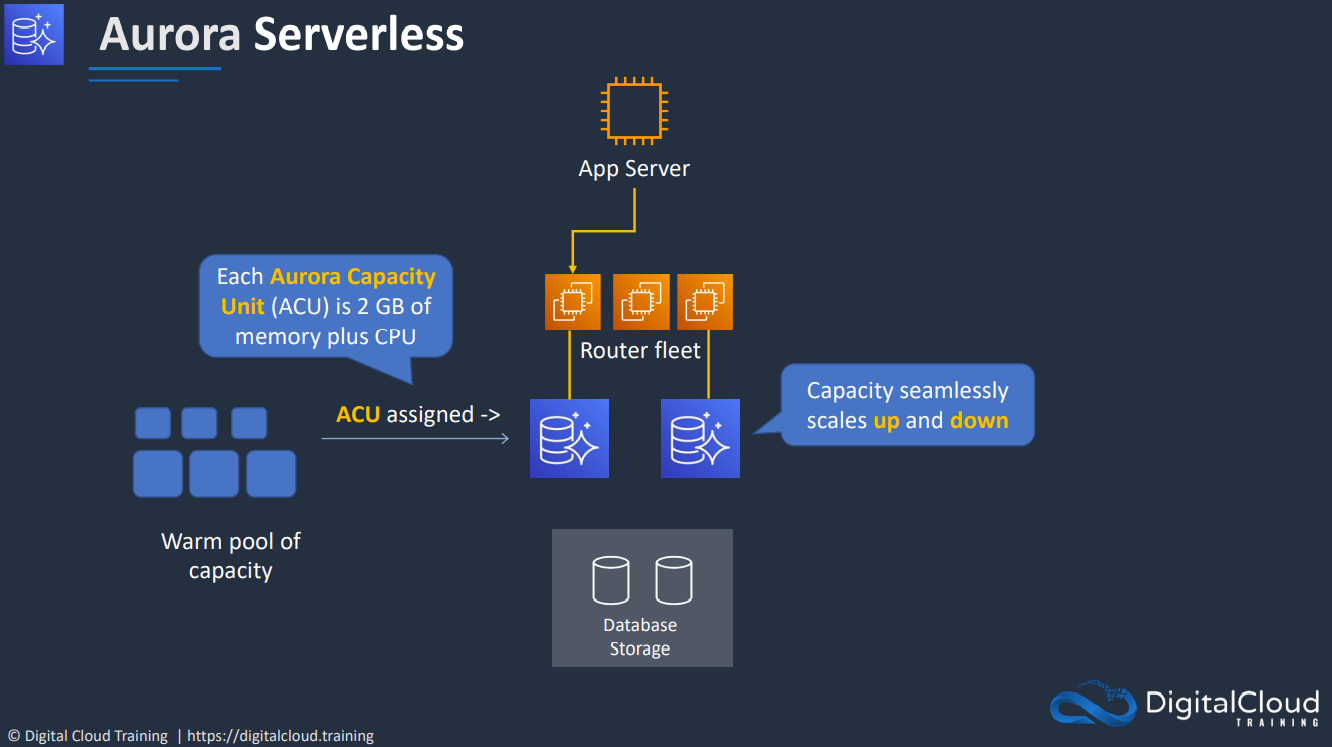 Aurora Serverless
App Server
Each Aurora Capacity
Unit (ACU) is 2 GB of
memory plus CPU
Router fleet
ACU assigned ->
Capacity seamlessly
scales up and down
Warm pool of
capacity
Database
Storage
DigitalCloud
TRAINING
© Digital Cloud Training | https://digitalcloud.training